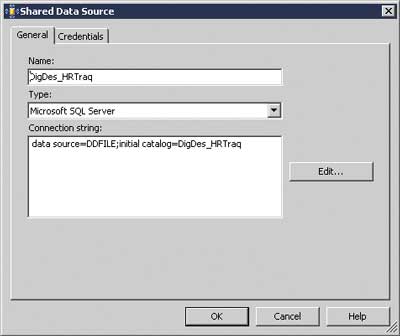 Shared Data Source
General
Credentials
Name:
DigDes_HRTraq
Type:
Microsoft SQL Server
Connection string:
data source=DDFILE;initial catalog=DigDes_HRTraq
Edit...
OK
Cancel
Help